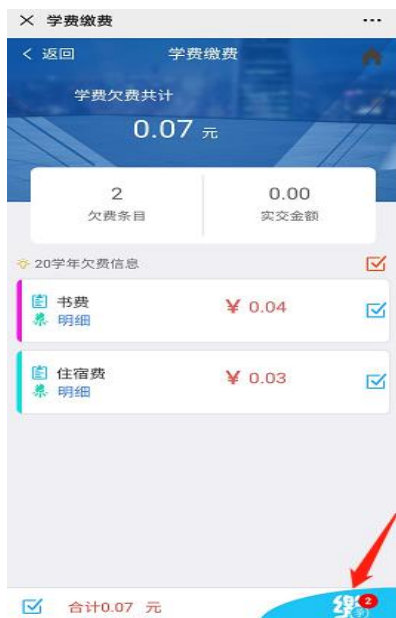 学费缴费
返回 学费缴费
学费欠费共计
0.07 元
2 0.00
欠费条目 实交金额
20学年欠费信息
书费 ¥ 0.04
明细
住宿费 ¥ 0.03
明细
合计0.07 元 缴 2